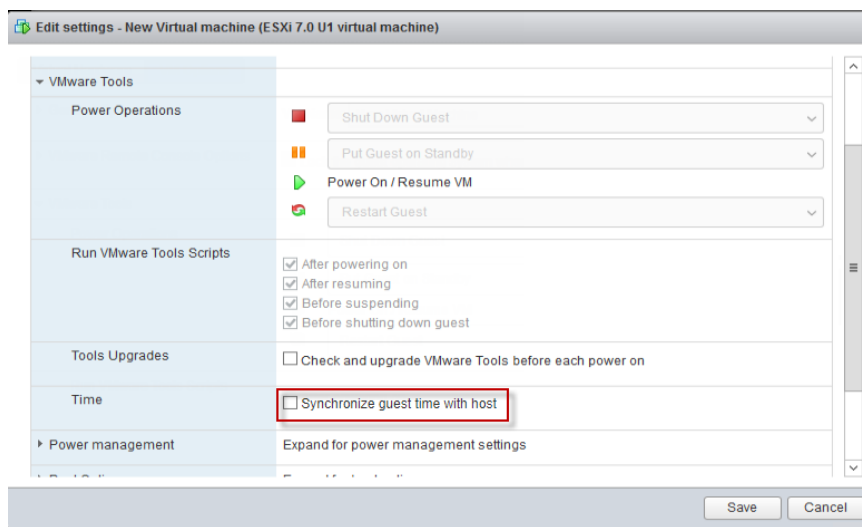 Edit settings - New Virtual machine (ESXi 7.0 U1 virtual machine)
VMware Tools
Power Operations
Shut Down Guest
Put Guest on Standby
Power On / Resume VM
Restart Guest
Run VMware Tools Scripts
After powering on
After resuming
Before suspending
Before shutting down guest
Tools Upgrades
Check and upgrade VMware Tools before each power on
Time
Synchronize guest time with host
Power management
Expand for power management settings
Save
Cancel